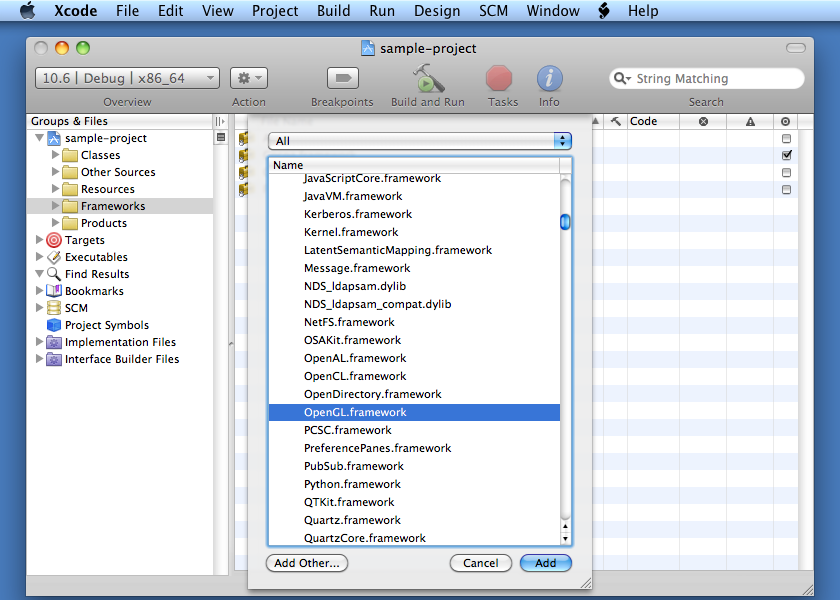 Xcode File Edit View Project Build Run Design SCM Window Help
sample-project
10.6 | Debug | x86_64
String Matching
Overview Action Breakpoints Build and Run Tasks Info Search
Groups & Files
Code
sample-project
Classes
Other Sources
Resources
Frameworks
Products
Targets
Executables
Find Results
Bookmarks
SCM
Project Symbols
Implementation Files
Interface Builder Files
All
Name
JavaScriptCore.framework
JavaVM.framework
Kerberos.framework
Kernel.framework
LatentSemanticMapping.framework
Message.framework
NDS_ldapsam.dylib
NDS_ldapsam_compat.dylib
NetFS.framework
OSAKit.framework
OpenAL.framework
OpenCL.framework
OpenDirectory.framework
OpenGL.framework
PCSC.framework
PreferencePanes.framework
PubSub.framework
Python.framework
QTKit.framework
Quartz.framework
QuartzCore.framework
Add Other... Cancel Add